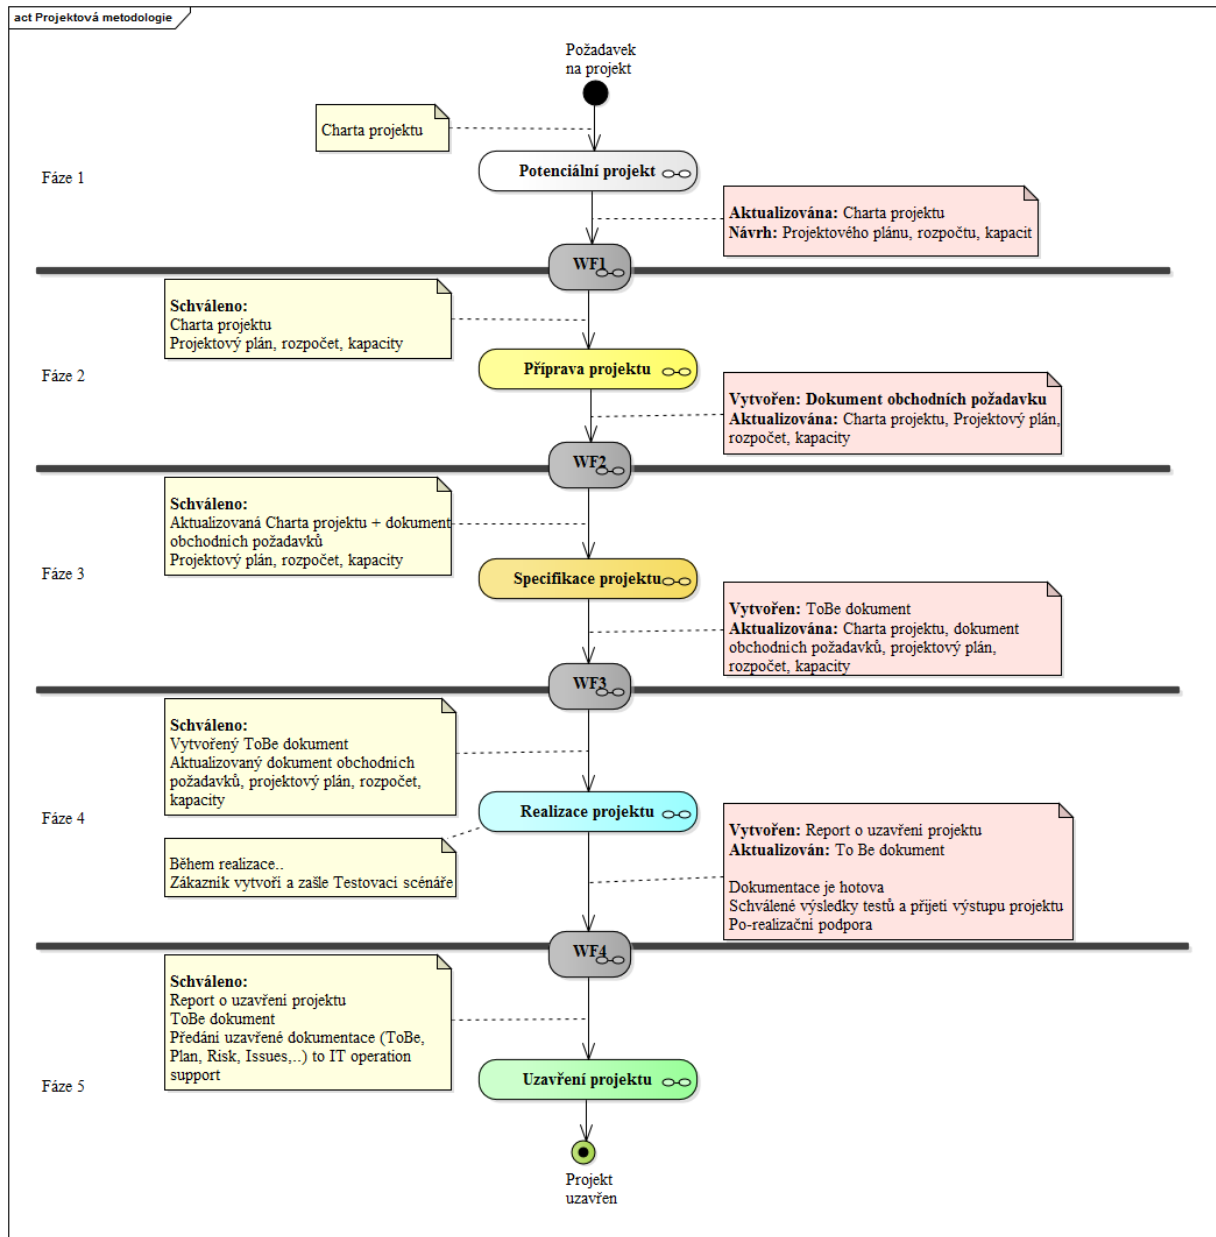 act Projektová metodologie
Požadavek
na projekt
Charta projektu
Fáze 1
Potenciální projekt
Aktualizována: Charta projektu
Návrh: Projektového plánu, rozpočtu, kapacit
WF1
Schváleno:
Charta projektu
Projektový plán, rozpočet, kapacity
Fáze 2
Příprava projektu
Vytvořen: Dokument obchodních požadavku
Aktualizována: Charta projektu, Projektový plán,
rozpočet, kapacity
WF2
Schváleno:
Aktualizovaná Charta projektu + dokument
obchodních požadavků
Projektový plán, rozpočet, kapacity
Fáze 3
Specifikace projektu
Vytvořen: ToBe dokument
Aktualizována: Charta projektu, dokument
obchodních požadavků, projektový plán,
rozpočet, kapacity
WF3
Schváleno:
Vytvořený ToBe dokument
Aktualizovaný dokument obchodních
požadavků, projektový plán, rozpočet,
kapacity
Fáze 4
Realizace projektu
Během realizace..
Zákazník vytvoří a zašle Testovací scénáře
Vytvořen: Report o uzavření projektu
Aktualizován: To Be dokument
Dokumentace je hotova
Schválené výsledky testů a přijetí výstupu projektu
Po-realizační podpora
WF4
Schváleno:
Report o uzavření projektu
ToBe dokument
Předání uzavřené dokumentace (ToBe,
Plan, Risk, Issues,..) to IT operation
support
Fáze 5
Uzavření projektu
Projekt
uzavřen